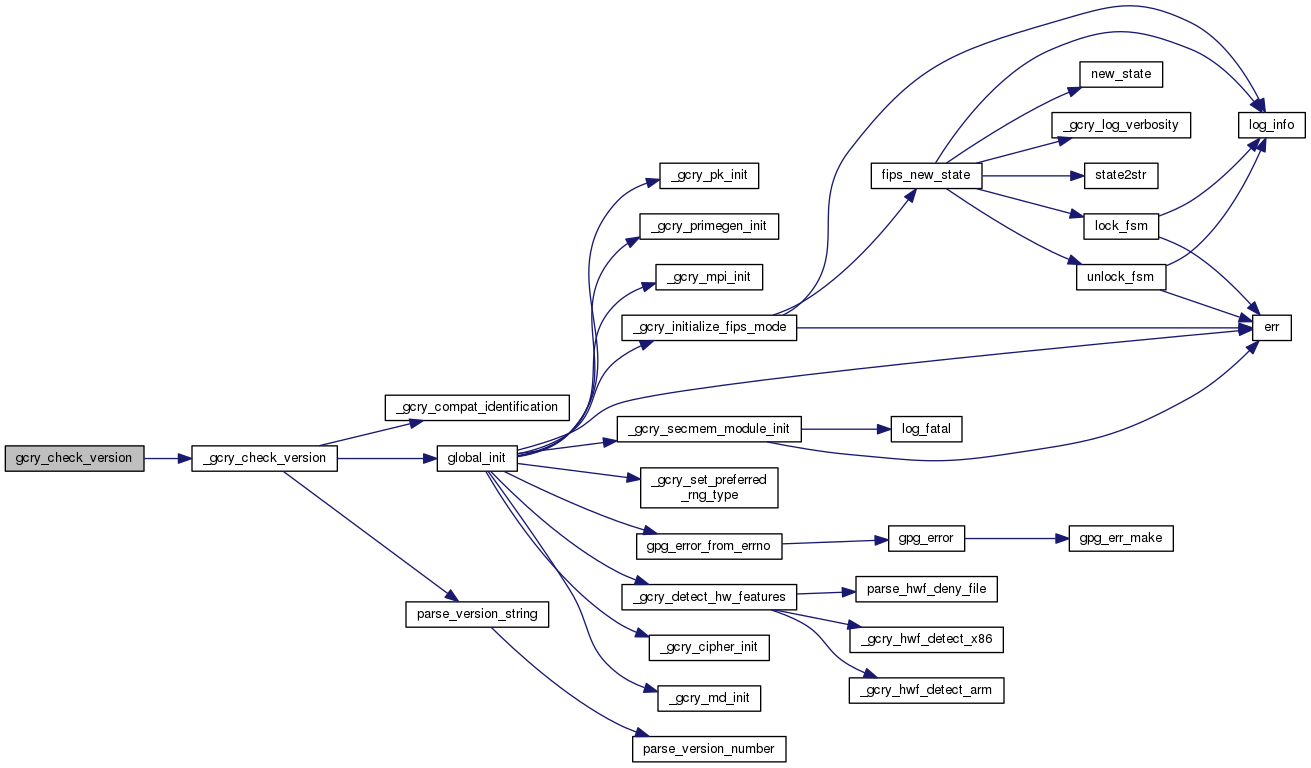 new_state
log_info
_gcry_log_verbosity
_gcry_pk_init
fips_new_state
state2str
_gcry_primegen_init
lock_fsm
_gcry_mpi_init
unlock_fsm
_gcry_initialize_fips_mode
err
_gcry_compat_identification
_gcry_secmem_module_init
log_fatal
gcry_check_version
_gcry_check_version
global_init
_gcry_set_preferred
_rng_type
gpg_error_from_errno
gpg_error
gpg_err_make
_gcry_detect_hw_features
parse_hwf_deny_file
parse_version_string
_gcry_cipher_init
_gcry_hwf_detect_x86
_gcry_md_init
_gcry_hwf_detect_arm
parse_version_number